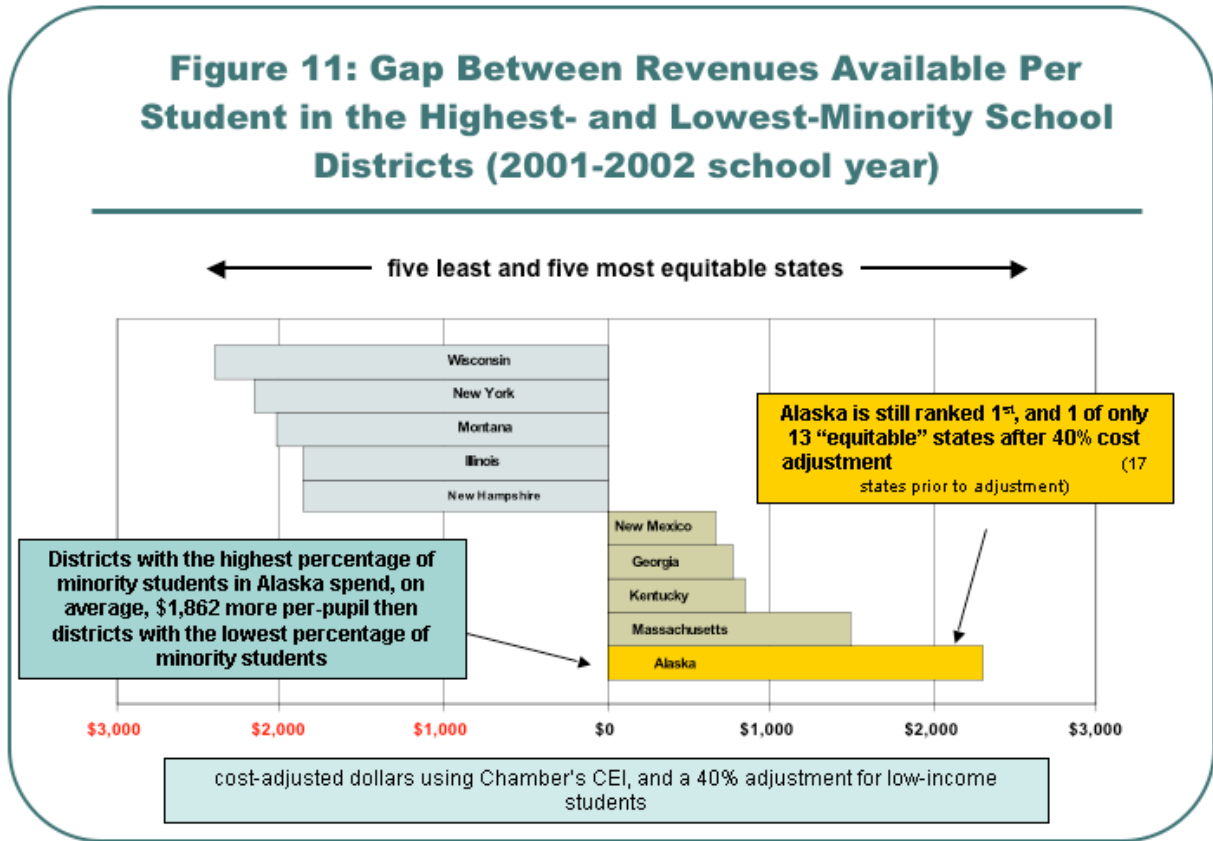 Figure 11: Gap Between Revenues Available Per
Student in the Highest- and Lowest-Minority School
Districts (2001-2002 school year)
five least and five most equitable states
Wisconsin
New York
Montana
Illinois
New Hampshire
New Mexico
Georgia
Kentucky
Massachusetts
Alaska
Alaska is still ranked 1st, and 1 of only
13 “equitable” states after 40% cost
adjustment (17
states prior to adjustment)
Districts with the highest percentage of
minority students in Alaska spend, on
average, $1,862 more per-pupil then
districts with the lowest percentage of
minority students
$3,000 $2,000 $1,000 $0 $1,000 $2,000 $3,000
cost-adjusted dollars using Chamber's CEI, and a 40% adjustment for low-income
students